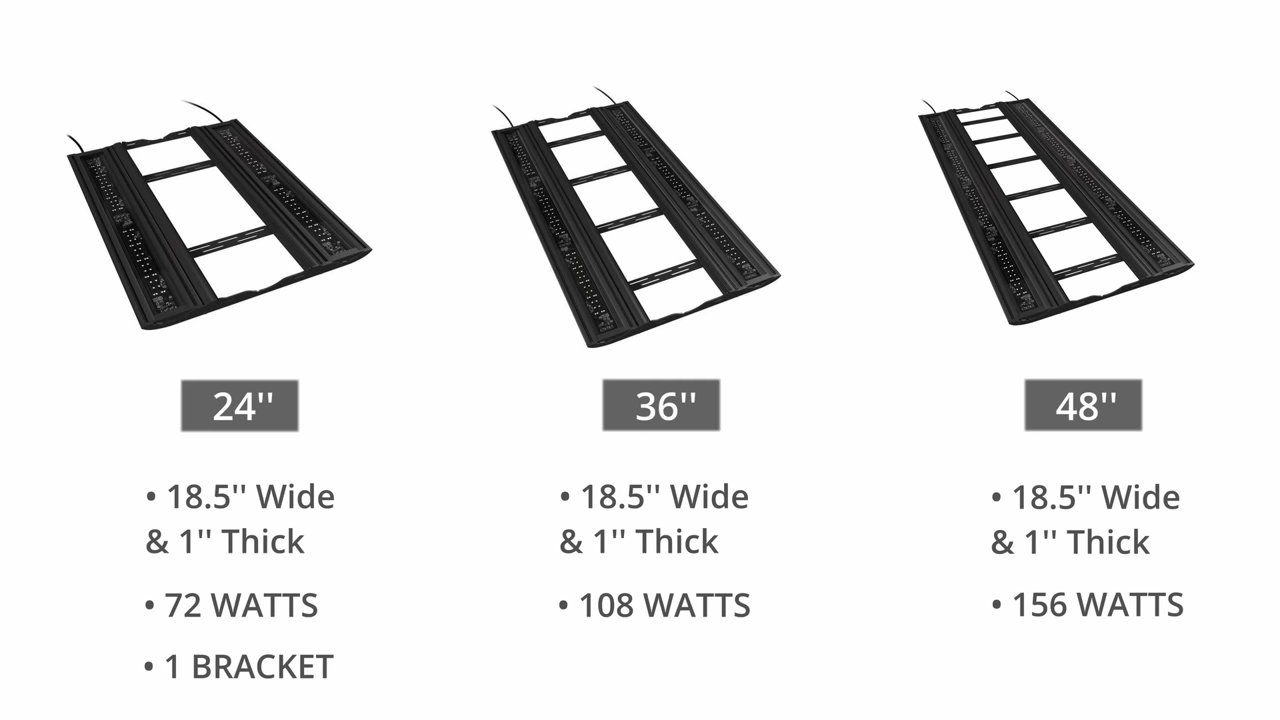 24''
• 18.5'' Wide
& 1'' Thick
• 72 WATTS
• 1 BRACKET
36''
• 18.5'' Wide
& 1'' Thick
• 108 WATTS
48''
• 18.5'' Wide
& 1'' Thick
• 156 WATTS